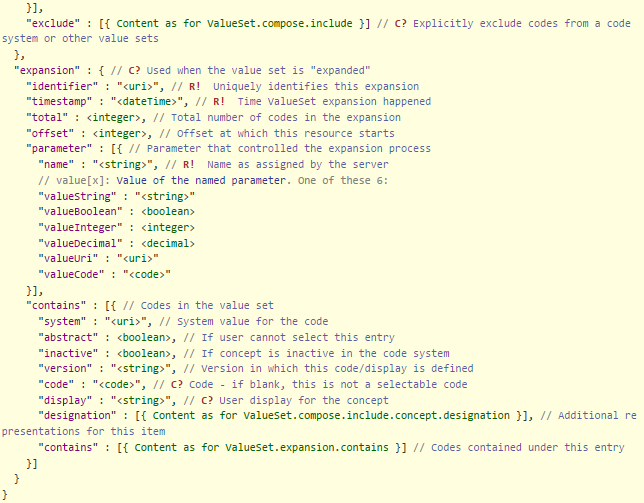 }],
"exclude" : [{ Content as for ValueSet.compose.include }] // C? Explicitly exclude codes from a code
system or other value sets
},
"expansion" : { // C? Used when the value set is "expanded"
"identifier" : "<uri>", // R!  Uniquely identifies this expansion
"timestamp" : "<dateTime>", // R!  Time ValueSet expansion happened
"total" : <integer>, // Total number of codes in the expansion
"offset" : <integer>, // Offset at which this resource starts
"parameter" : [{ // Parameter that controlled the expansion process
"name" : "<string>", // R!  Name as assigned by the server
// value[x]: Value of the named parameter. One of these 6:
"valueString" : "<string>"
"valueBoolean" : <boolean>
"valueInteger" : <integer>
"valueDecimal" : <decimal>
"valueUri" : "<uri>"
"valueCode" : "<code>"
}],
"contains" : [{ // Codes in the value set
"system" : "<uri>", // System value for the code
"abstract" : <boolean>, // If user cannot select this entry
"inactive" : <boolean>, // If concept is inactive in the code system
"version" : "<string>", // Version in which this code/display is defined
"code" : "<code>", // C? Code - if blank, this is not a selectable code
"display" : "<string>", // C? User display for the concept
"designation" : [{ Content as for ValueSet.compose.include.concept.designation }], // Additional re
presentations for this item
"contains" : [{ Content as for ValueSet.expansion.contains }] // Codes contained under this entry
}]
}
}